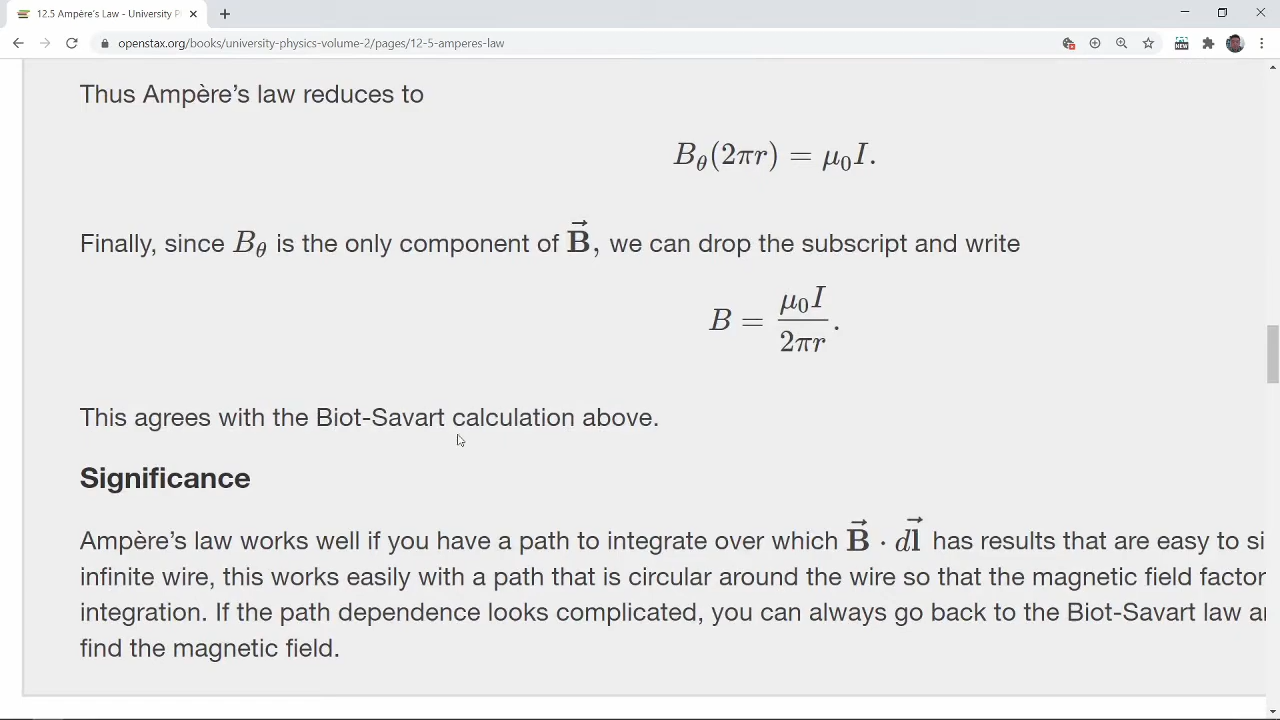 12.5 Ampère's Law - University P
openstax.org/books/university-physics-volume-2/pages/12-5-amperes-law
NEW
Thus Ampère's law reduces to
B_θ(2πr) = μ₀I.
Finally, since B_θ is the only component of B⃗, we can drop the subscript and write
B = μ₀I / 2πr.
This agrees with the Biot-Savart calculation above.
Significance
Ampère's law works well if you have a path to integrate over which B⃗ · dl⃗ has results that are easy to si
infinite wire, this works easily with a path that is circular around the wire so that the magnetic field factor
integration. If the path dependence looks complicated, you can always go back to the Biot-Savart law a
find the magnetic field.